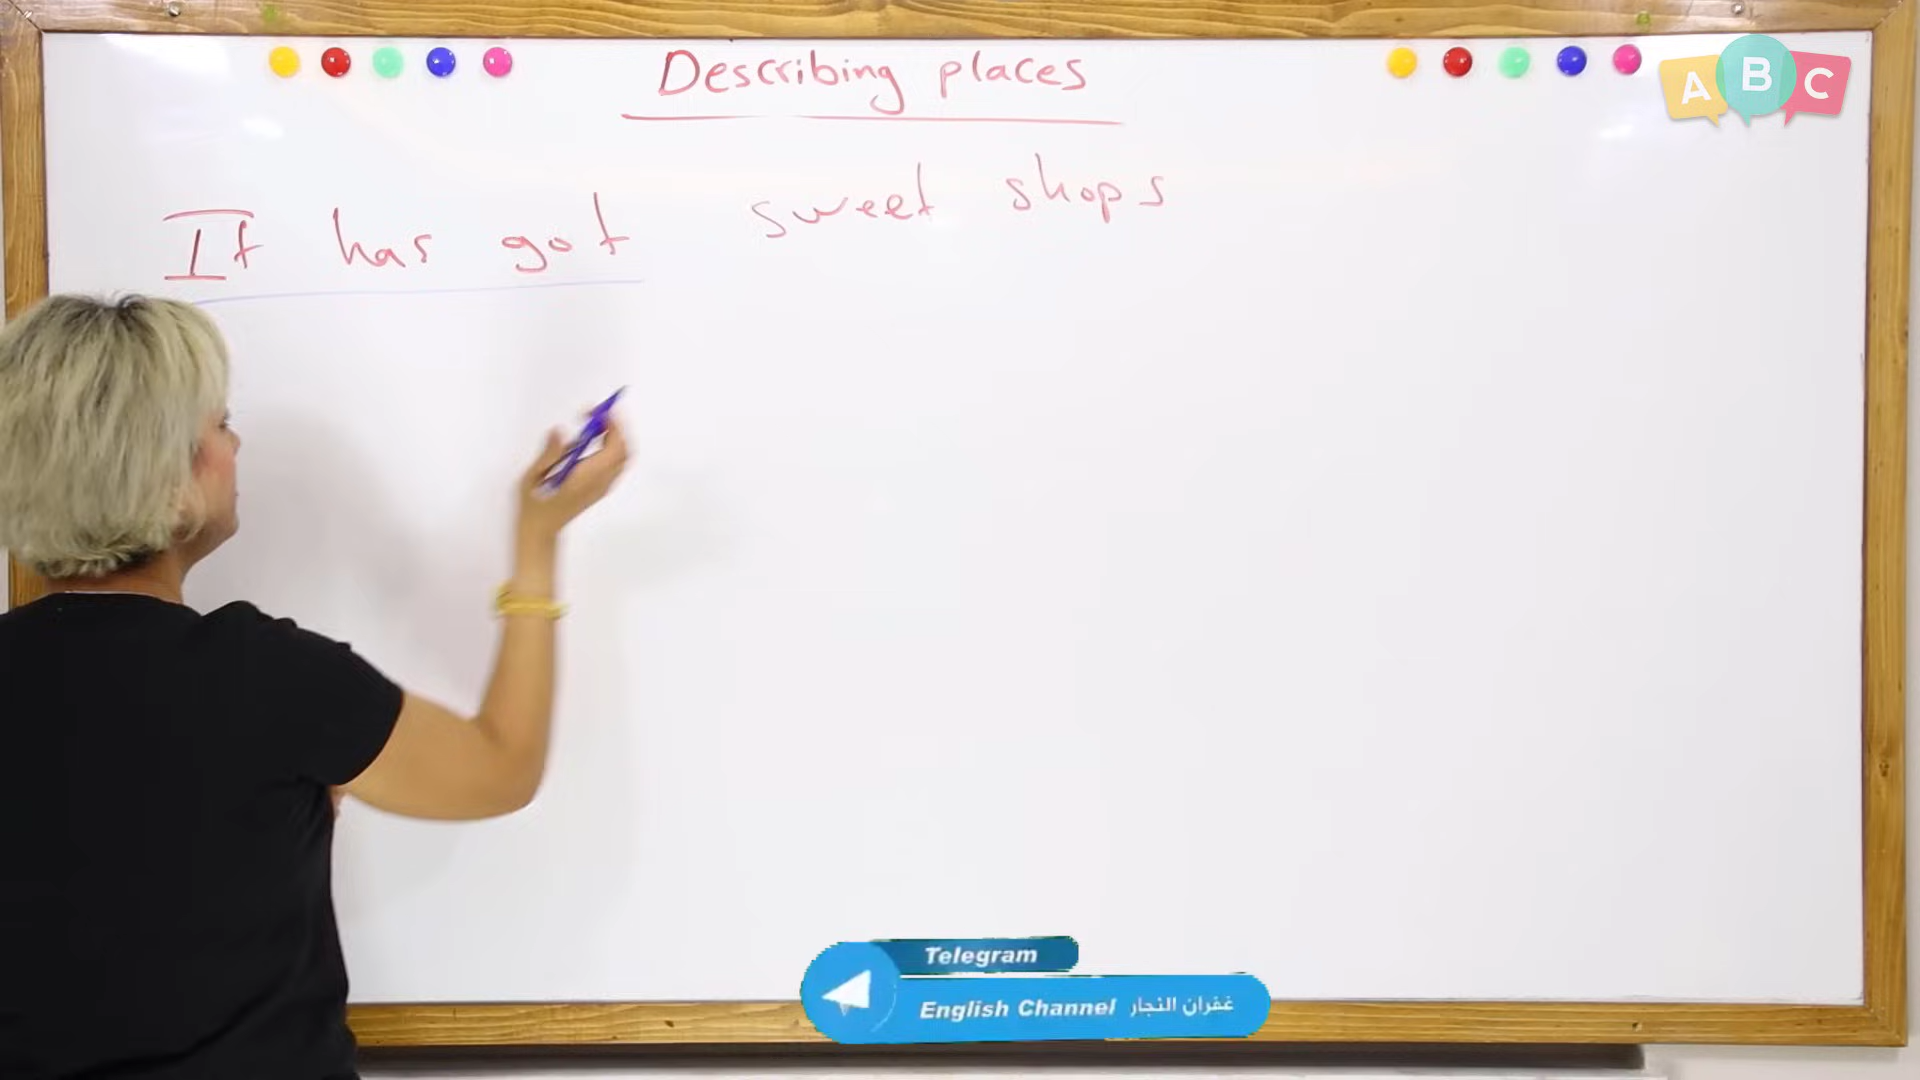 Describing places
A B C
It has got sweet shops
Telegram
English Channel غفران النجار